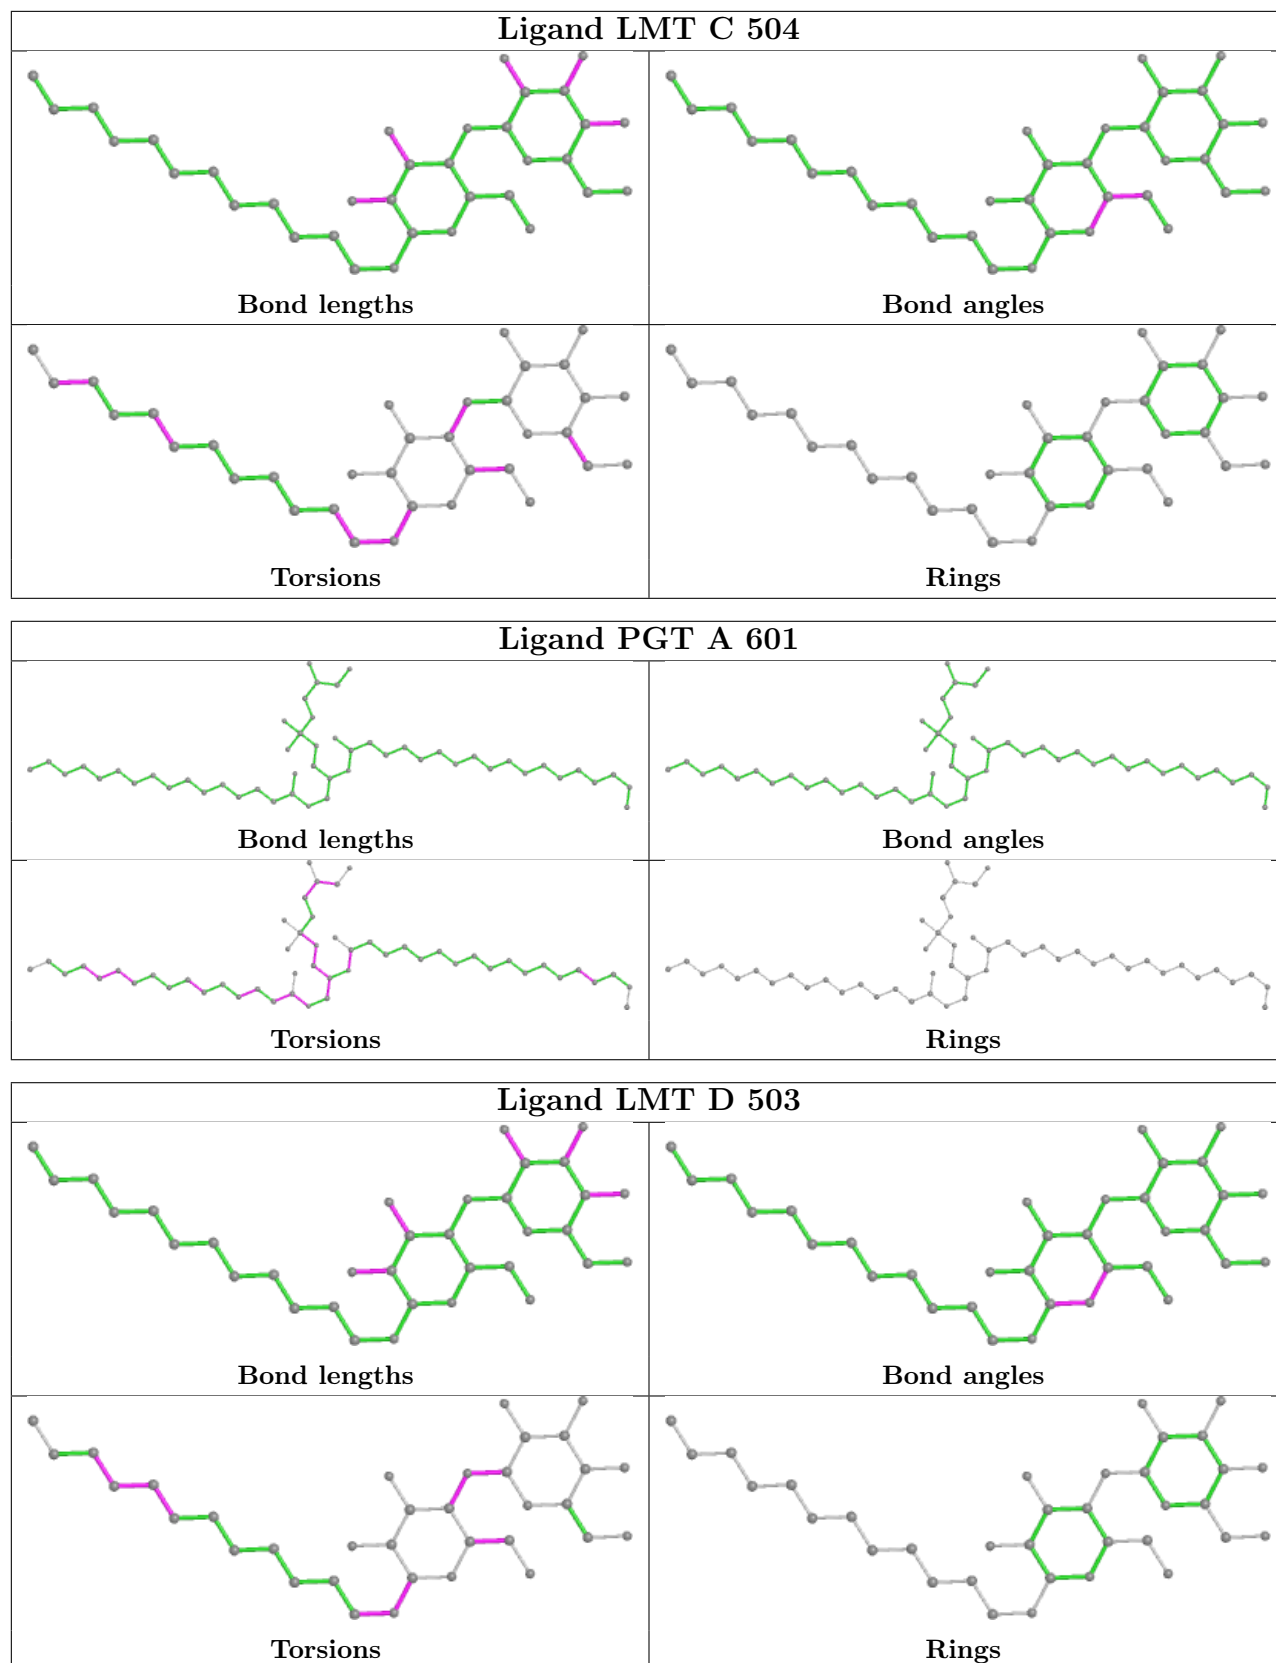 Ligand LMT C 504
Bond lengths
Bond angles
Torsions
Rings
Ligand PGT A 601
Bond lengths
Bond angles
Torsions
Rings
Ligand LMT D 503
Bond lengths
Bond angles
Torsions
Rings